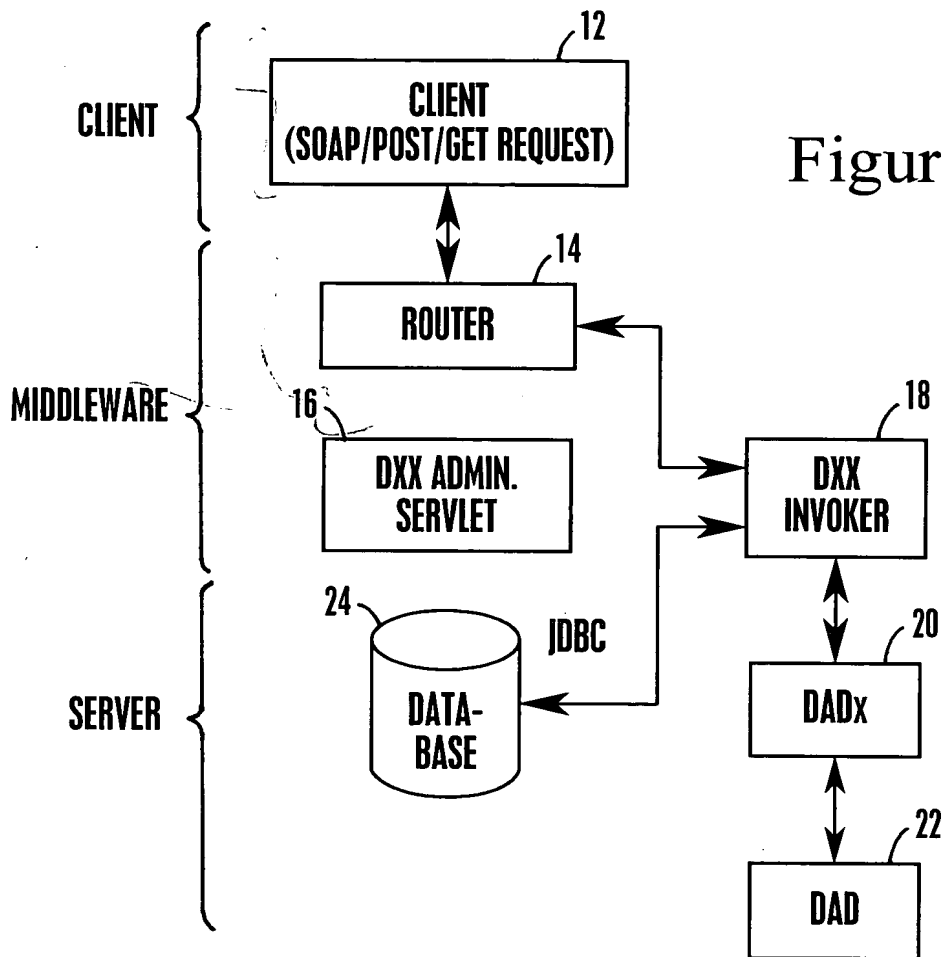 12
CLIENT
CLIENT
(SOAP/POST/GET REQUEST)
Figur
14
ROUTER
MIDDLEWARE
16
18
DXX ADMIN.
SERVLET
DXX
INVOKER
24
JDBC
20
SERVER
DATA-
BASE
DADx
22
DAD